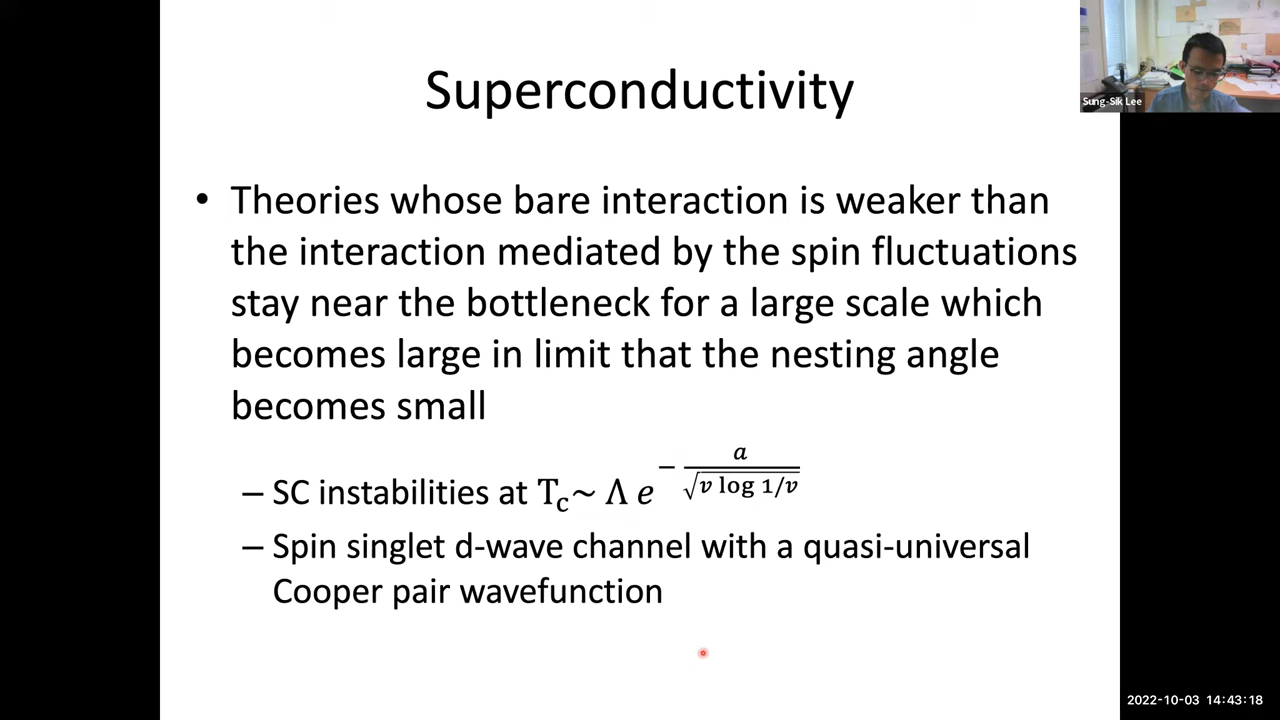 Superconductivity
Sung-Sik Lee
• Theories whose bare interaction is weaker than
the interaction mediated by the spin fluctuations
stay near the bottleneck for a large scale which
becomes large in limit that the nesting angle
becomes small
– SC instabilities at T_c ~ Λ e^{-\frac{a}{\sqrt{v log 1/v}}}
– Spin singlet d-wave channel with a quasi-universal
Cooper pair wavefunction
2022-10-03 14:43:18